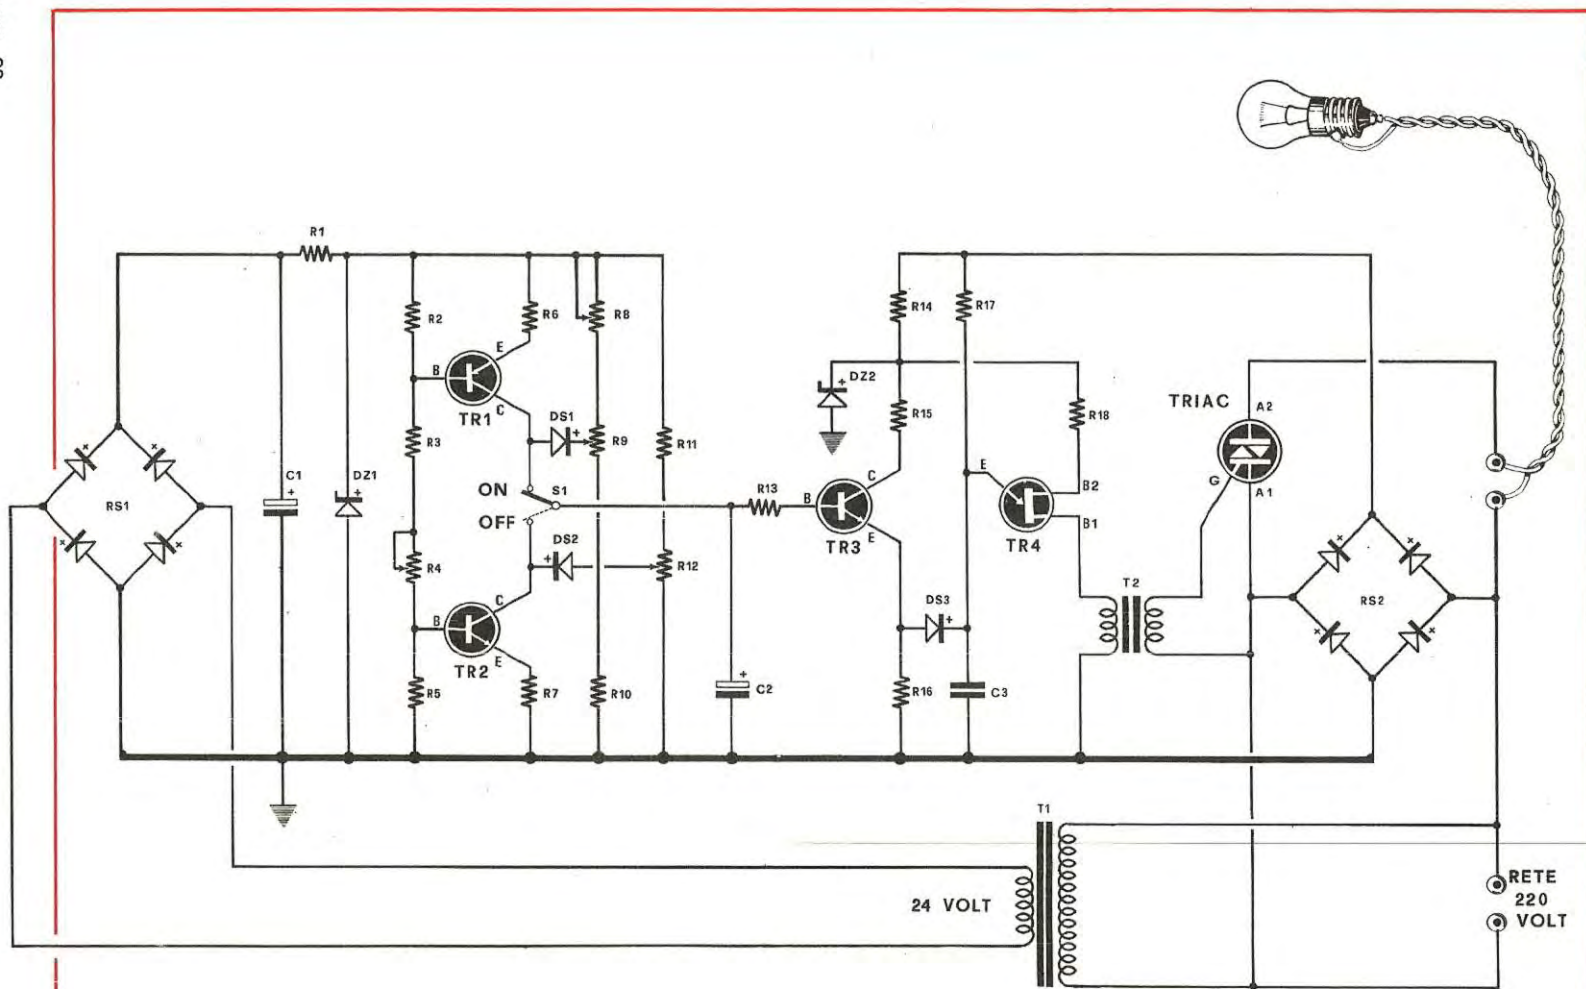 R1
R2
R6
R8
R14
R17
B
E
TR1
C
DZ2
+
R15
R18
TRIAC
A2
R3
DS1
+
R9
R11
G
A1
C1
+
DZ1
RS1
ON
S1
OFF
R13
B
C
E
TR3
E
B2
B1
TR4
R4
DS2
+
R12
RS2
T2
B
C
E
TR2
DS3
+
R5
R7
R10
+
C2
R16
C3
T1
24 VOLT
RETE
220
VOLT